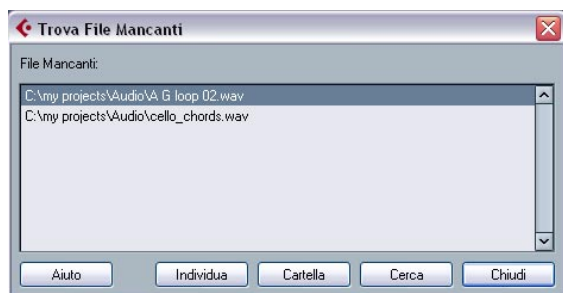 Trova File Mancanti
File Mancanti:
C:\my projects\Audio\A G loop 02.wav
C:\my projects\Audio\cello_chords.wav
Aiuto Individua Cartella Cerca Chiudi